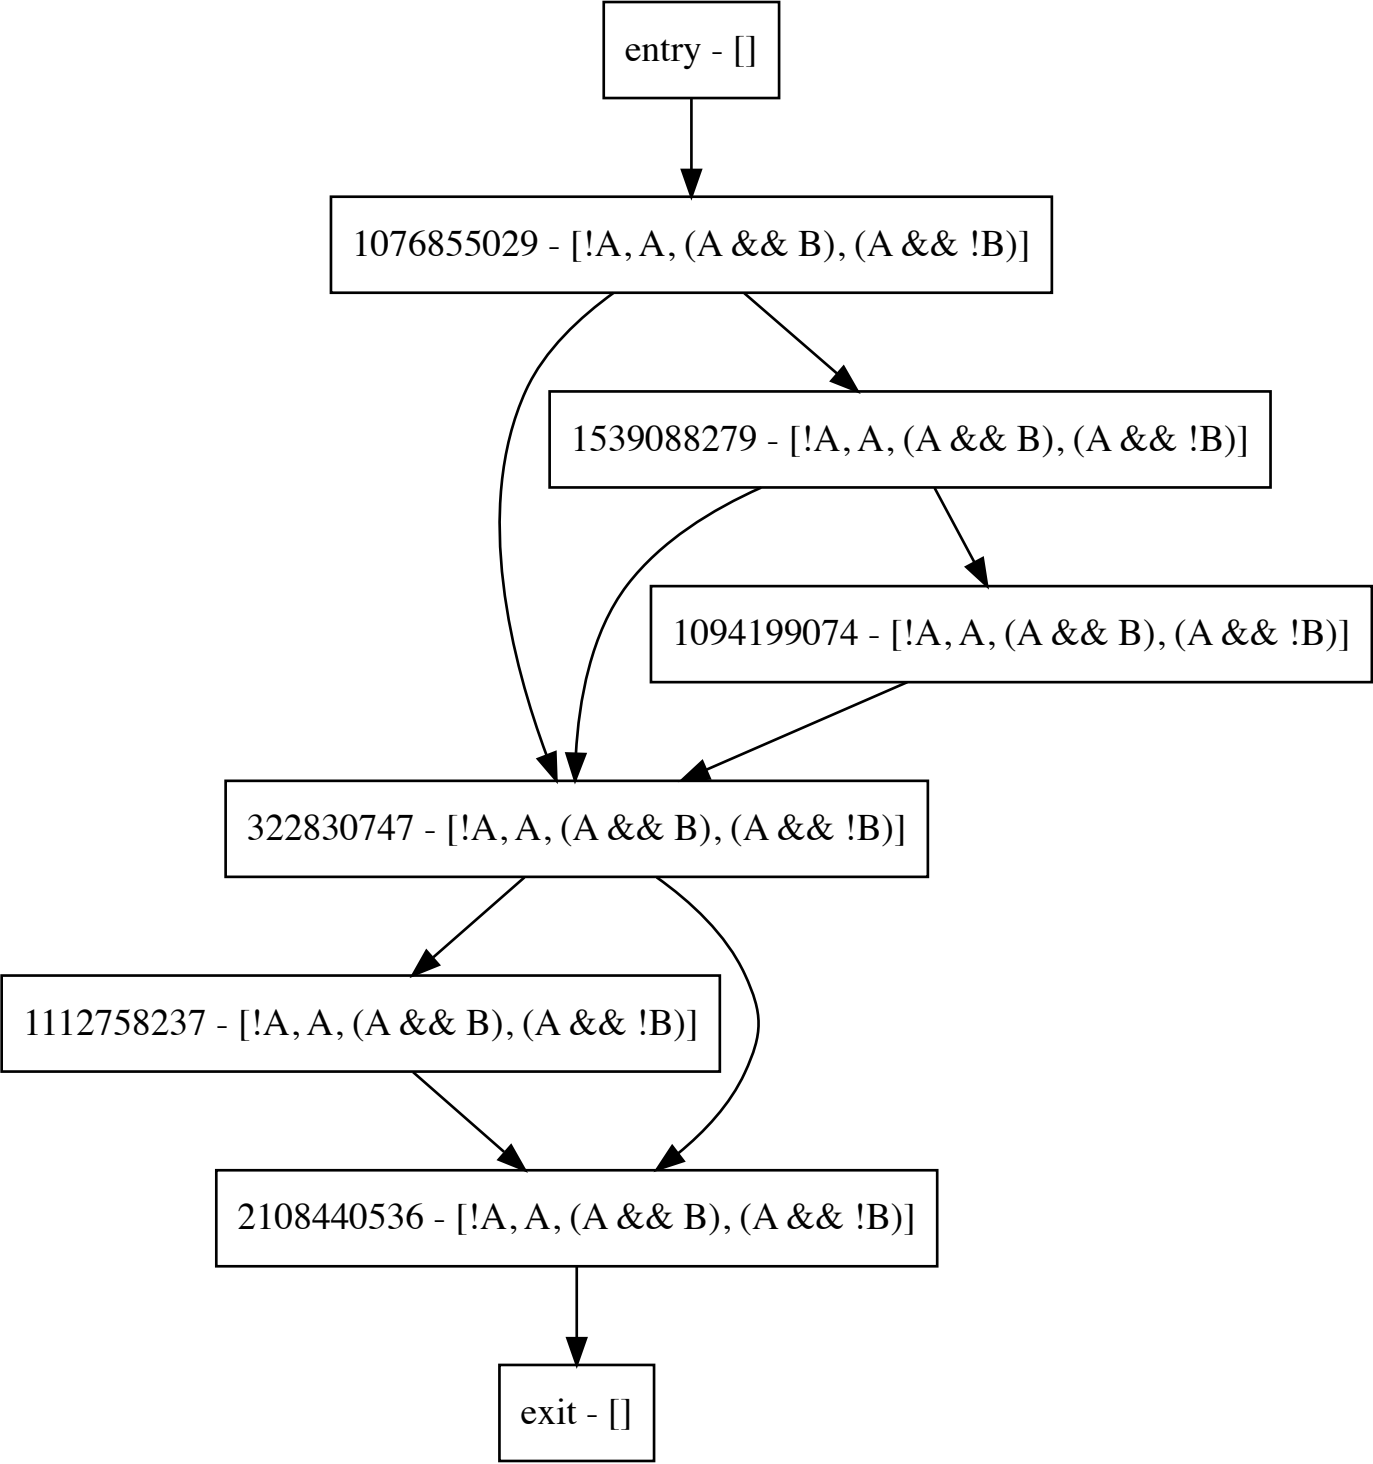 entry - []
1076855029 - [!A, A, (A && B), (A && !B)]
1539088279 - [!A, A, (A && B), (A && !B)]
1094199074 - [!A, A, (A && B), (A && !B)]
322830747 - [!A, A, (A && B), (A && !B)]
1112758237 - [!A, A, (A && B), (A && !B)]
2108440536 - [!A, A, (A && B), (A && !B)]
exit - []